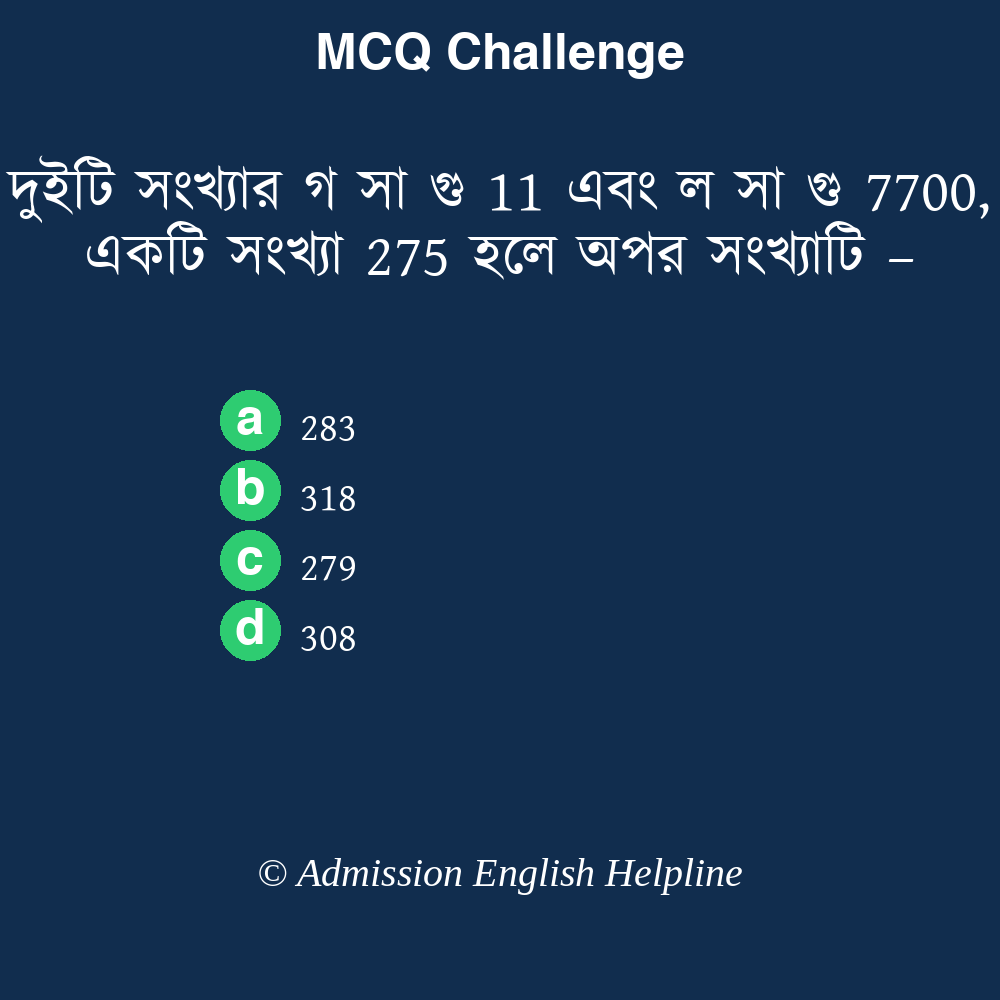 MCQ Challenge
দুইটি সংখ্যার গ সা গু 11 এবং ল সা গু 7700,
একটি সংখ্যা 275 হলে অপর সংখ্যাটি –
a 283
b 318
c 279
d 308
© Admission English Helpline